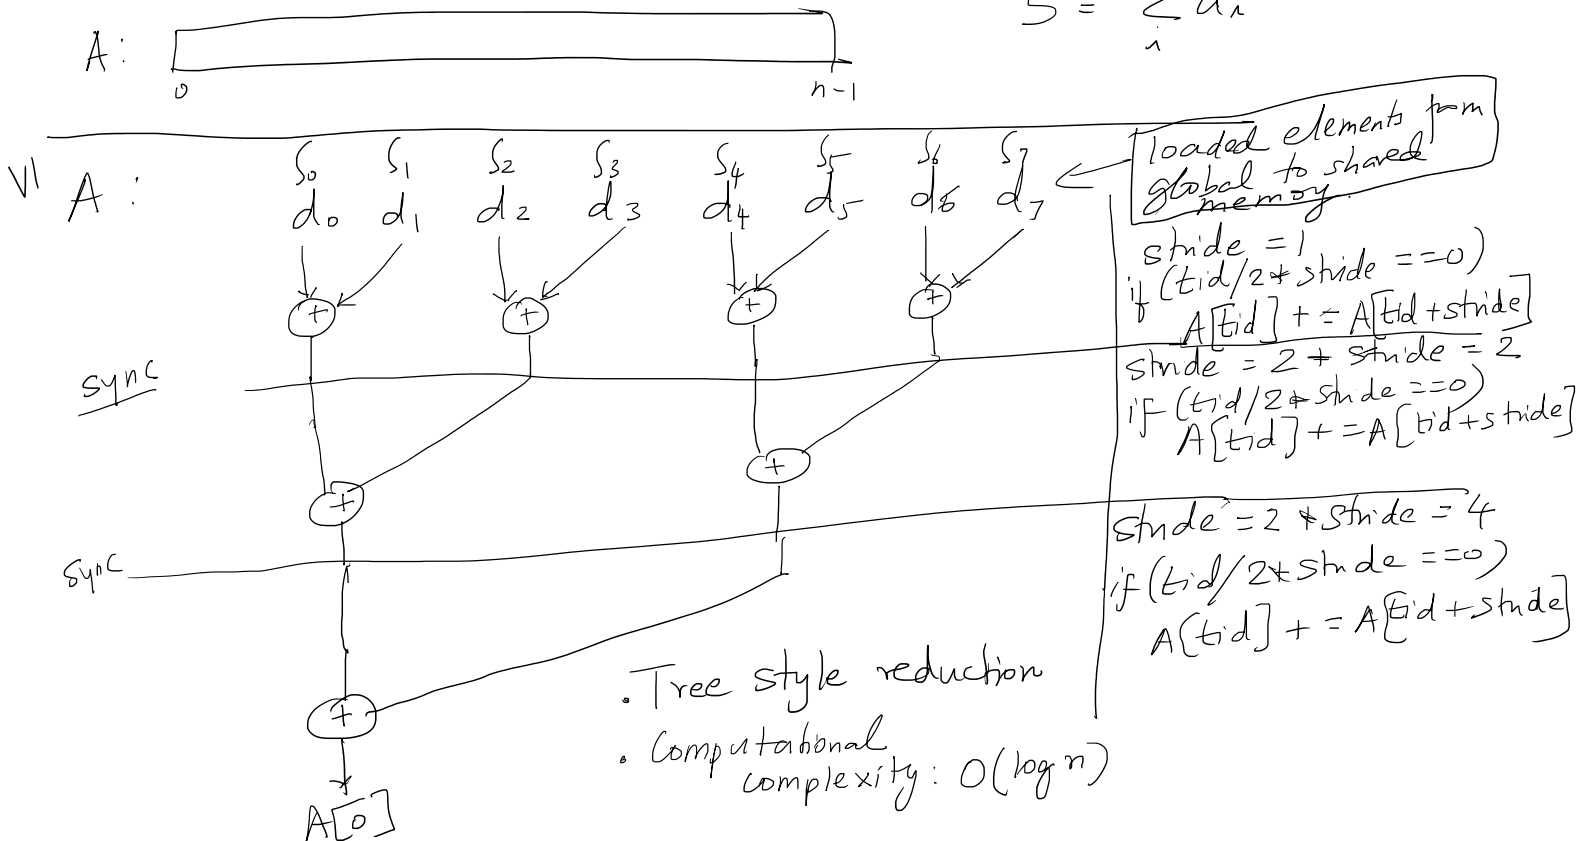 S = Σ aᵢ
i
A:
0 n-1
V1 A :
S₀ S₁ S₂ S₃ S₄ S₅ S₆ S₇
d₀ d₁ d₂ d₃ d₄ d₅ d₆ d₇
loaded elements from
global to shared
memory
+ + + +
stride = 1
if (tid/2* stride ==0)
A[tid] += A[tid+stride]
sync
stride = 2 * stride = 2
if (tid/2* stride ==0)
A[tid] += A[tid+stride]
+ +
sync
stride = 2 * stride = 4
if (tid/2* stride ==0)
A[tid] += A[tid+stride]
+
. Tree style reduction
. Computational
complexity: O(log n)
A[0]